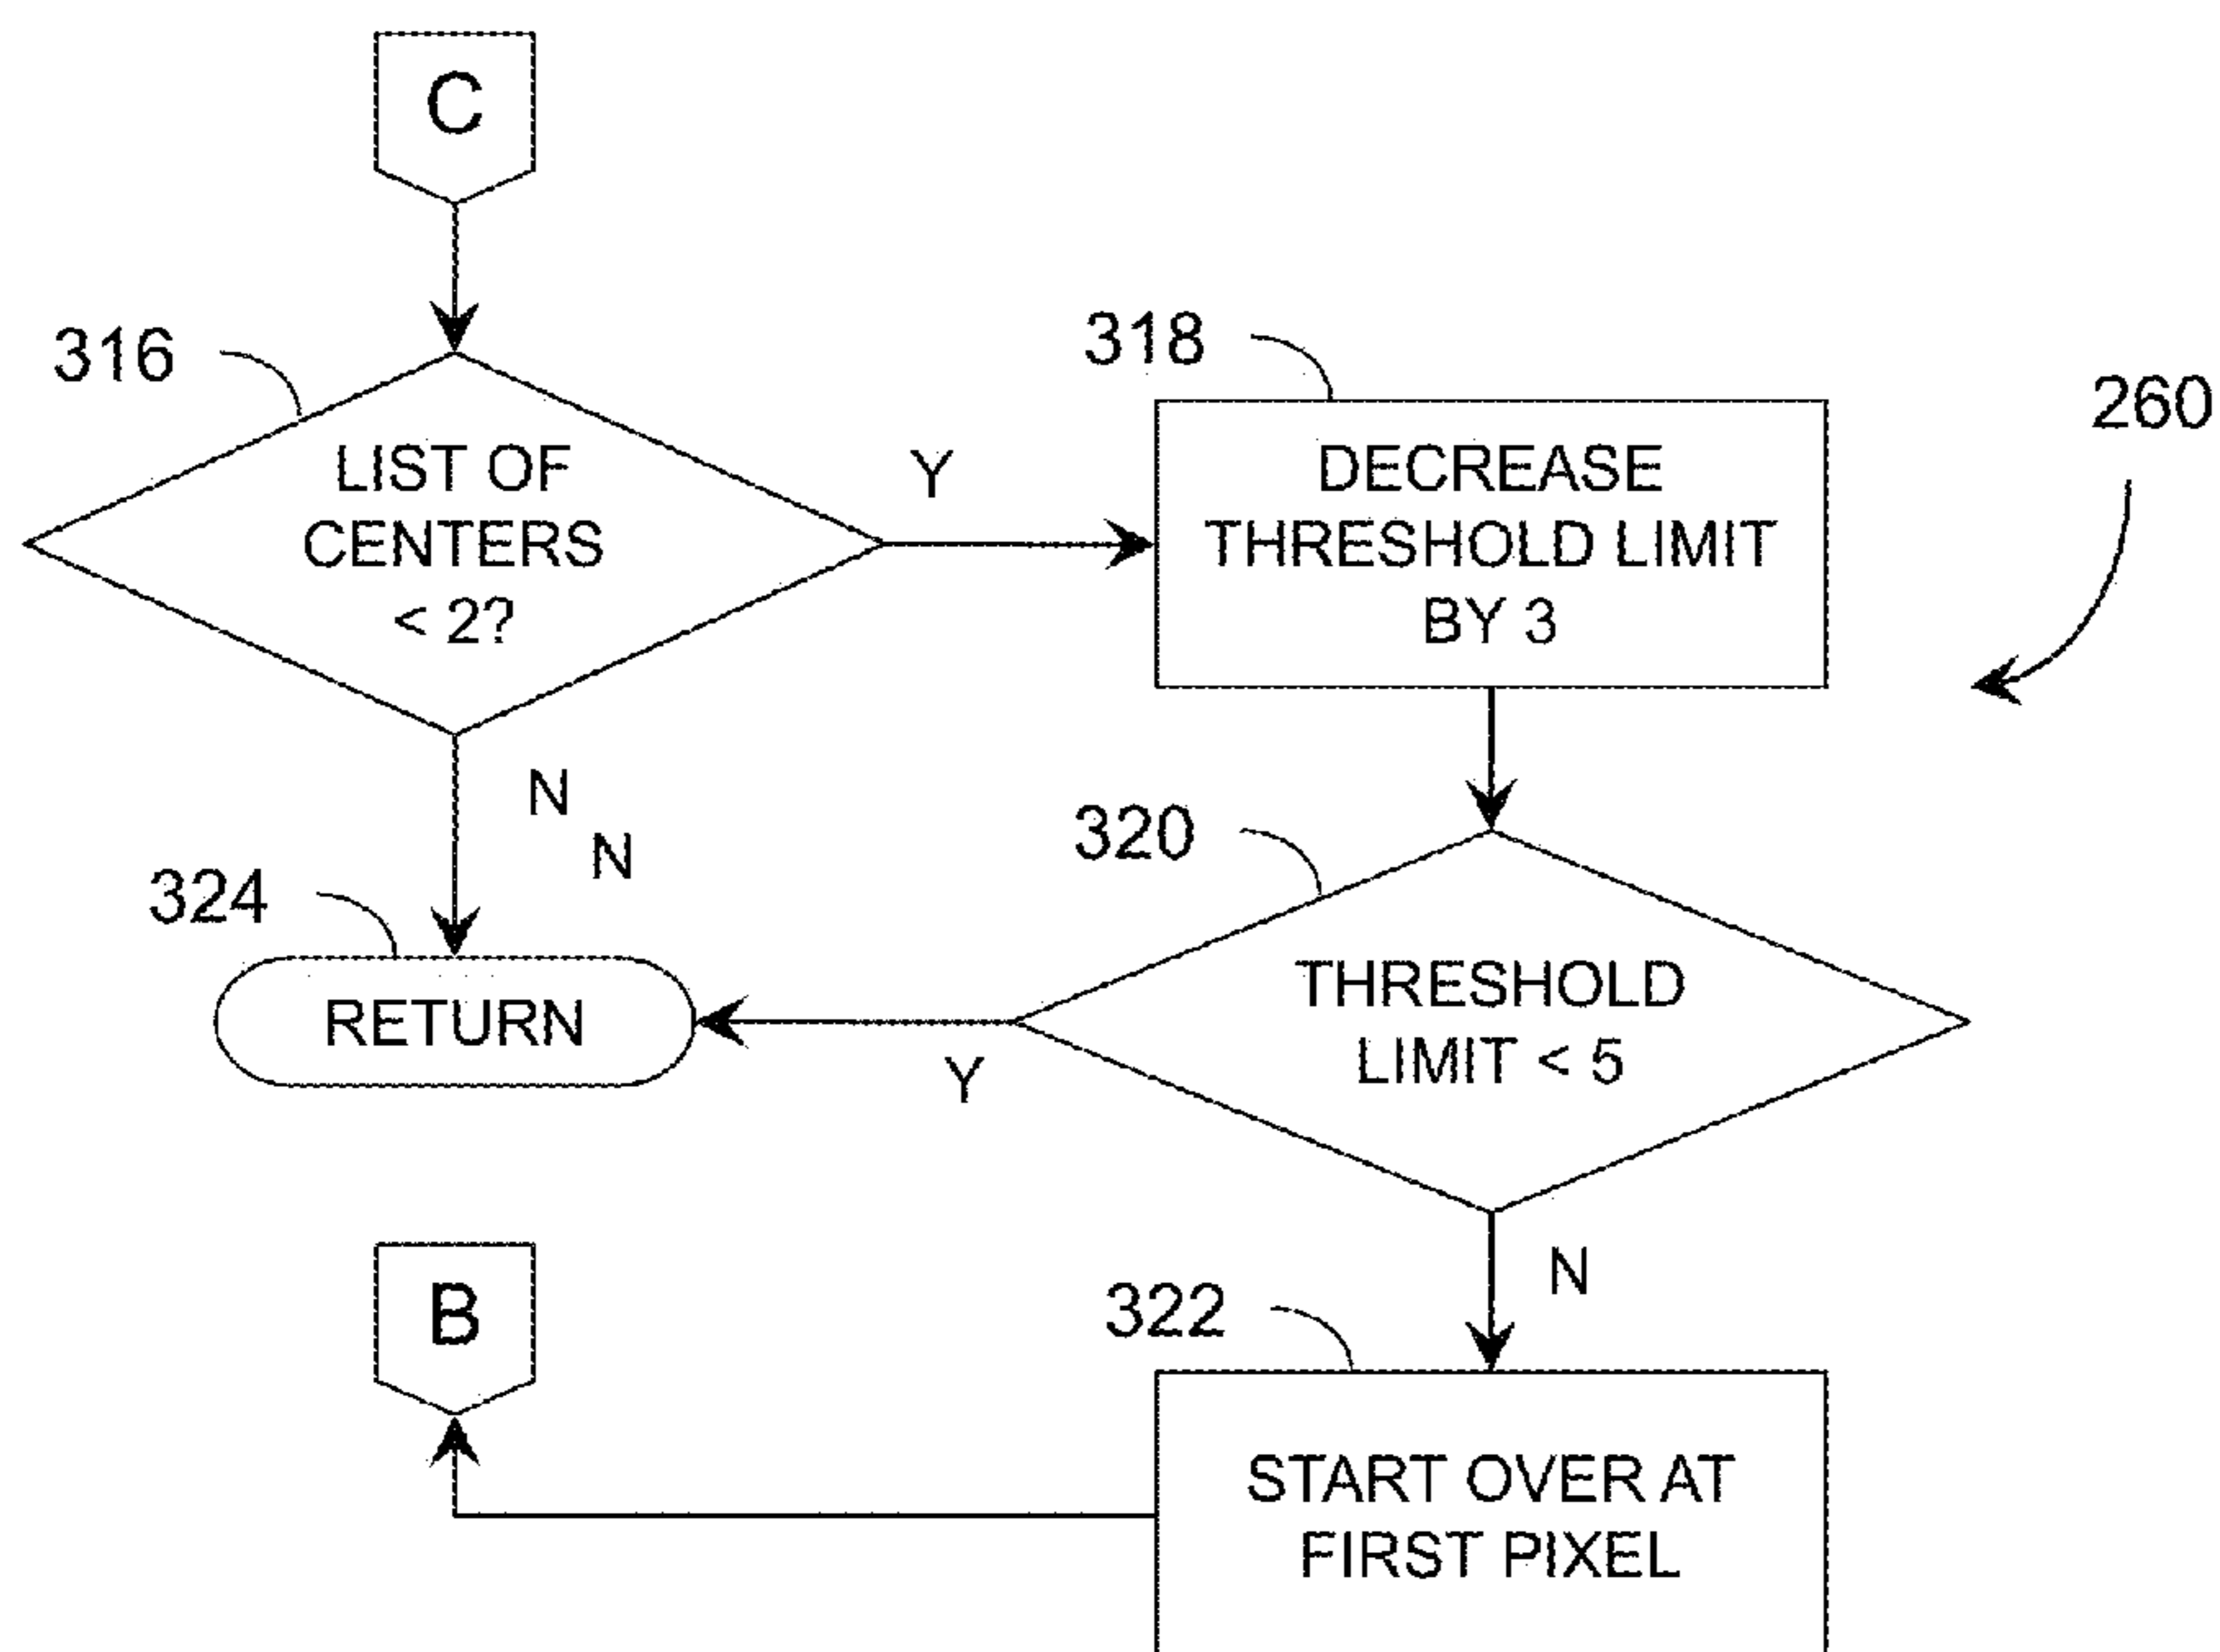 C
316
LIST OF
CENTERS
< 2?
Y
318
DECREASE
THRESHOLD LIMIT
BY 3
260
N
N
324
RETURN
320
THRESHOLD
LIMIT < 5
Y
N
B
322
START OVER AT
FIRST PIXEL